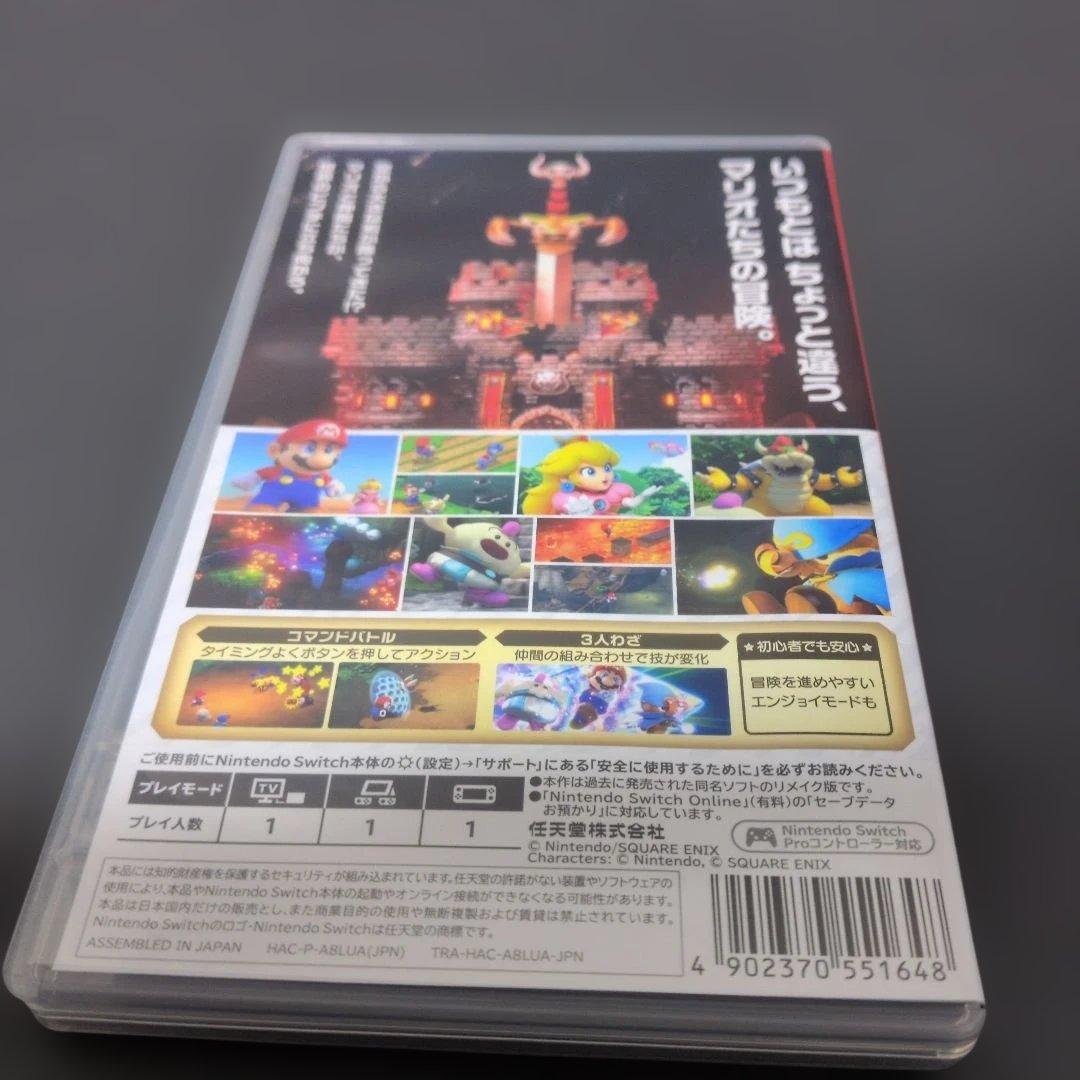 いつもとは ちょっと違う、
マリオたちの冒険。
コマンドバトル
タイミングよくボタンを押してアクション
3人わざ
仲間の組み合わせで技が変化
★初心者でも安心★
冒険を進めやすい
エンジョイモードも
ご使用前にNintendo Switch本体の(設定)→「サポート」にある「安全に使用するために」を必ずお読みください。
プレイモード TV
プレイ人数 1 1 1
●本作は過去に発売された同名ソフトのリメイク版です。
●「Nintendo Switch Online」(有料)の「セーブデータ
お預かり」に対応しています。
任天堂株式会社
© Nintendo/SQUARE ENIX
Characters: © Nintendo, © SQUARE ENIX
Nintendo Switch
Proコントローラー対応
本品には知的財産権を保護するセキュリティが組み込まれています。任天堂の許諾がない装置やソフトウェアの
使用により、本品やNintendo Switch本体の起動やオンライン接続ができなくなる可能性があります。
本品は日本国内だけの販売とし、また商業目的の使用や無断複製および賃貸は禁止されています。
Nintendo Switchのロゴ・Nintendo Switchは任天堂の商標です。
ASSEMBLED IN JAPAN HAC-P-A8LUA(JPN) TRA-HAC-A8LUA-JPN
4 902370 551648